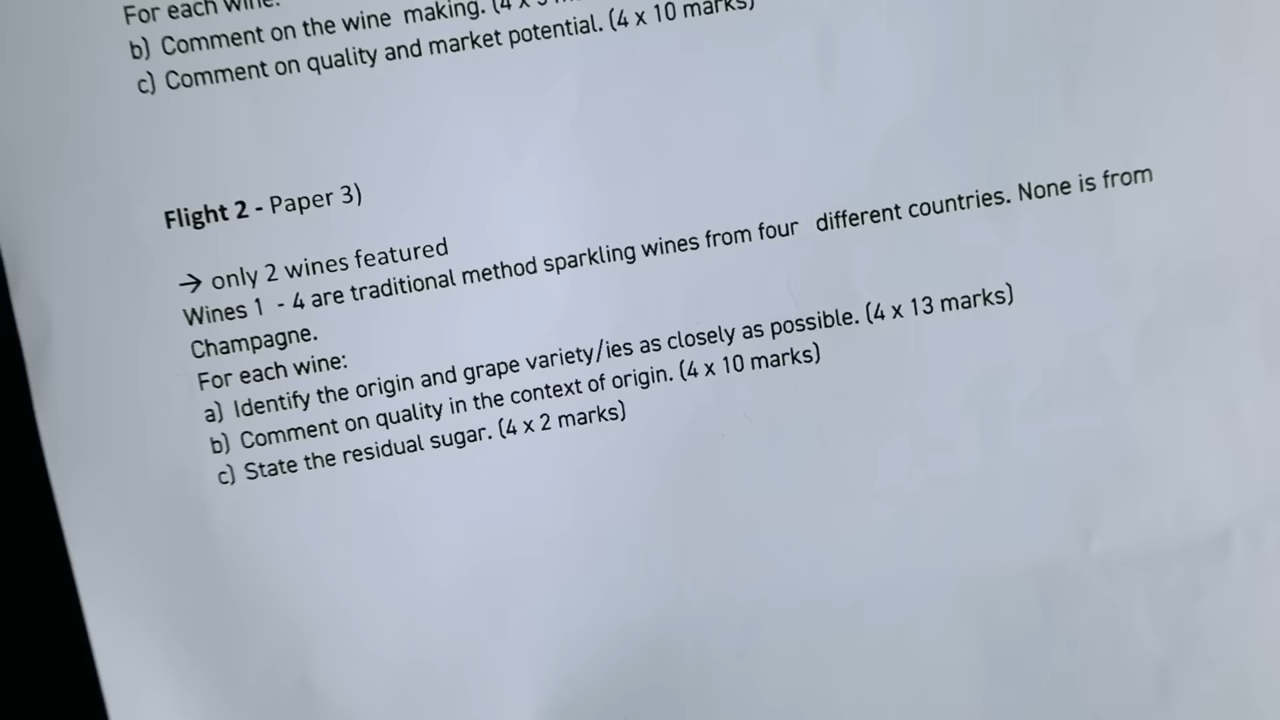 For each wine:
b) Comment on the wine making. (4 x
c) Comment on quality and market potential. (4 x 10 marks)
Flight 2 - Paper 3)
→ only 2 wines featured
Wines 1 - 4 are traditional method sparkling wines from four different countries. None is from
Champagne.
For each wine:
a) Identify the origin and grape variety/ies as closely as possible. (4 x 13 marks)
b) Comment on quality in the context of origin. (4 x 10 marks)
c) State the residual sugar. (4 x 2 marks)